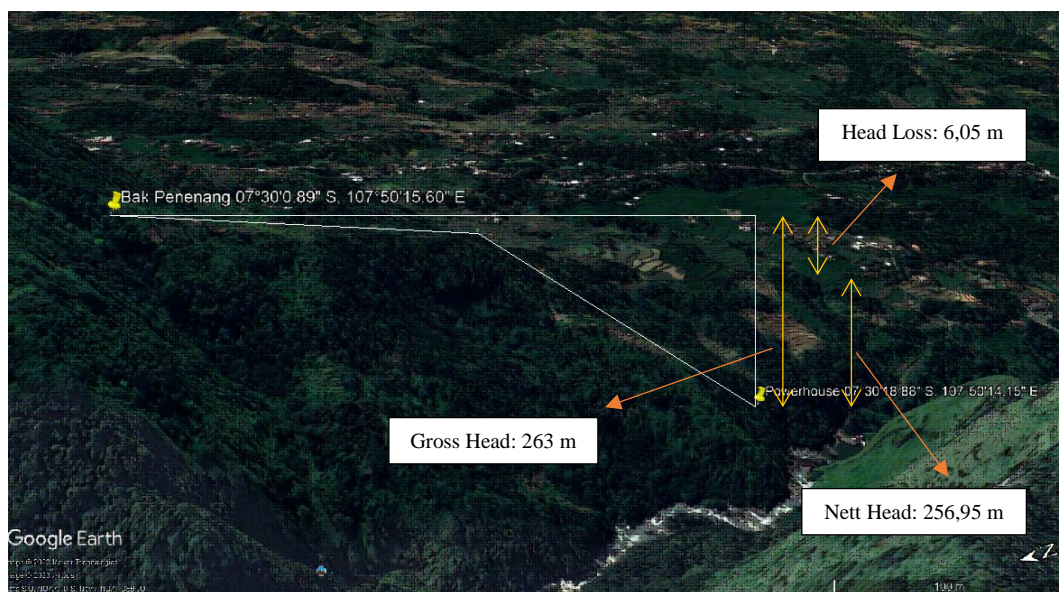 Head Loss: 6,05 m
Bak Penenang 07°30'0.89" S. 107°50'15.60" E
Powerhouse 07°30'18.88" S. 107°50'14.15" E
Gross Head: 263 m
Nett Head: 256,95 m
Google Earth
100 m